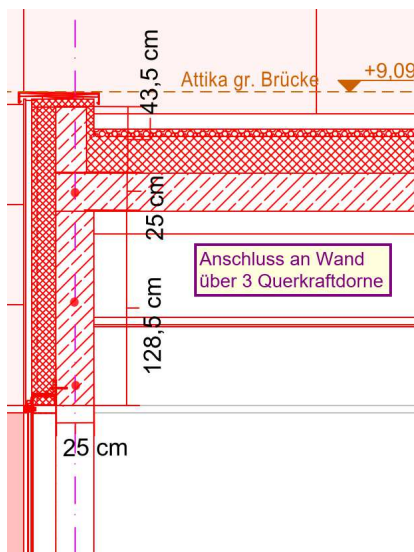 Attika gr. Brücke
+9,09
43,5 cm
25 cm
Anschluss an Wand
über 3 Querkraftdorne
128,5 cm
25 cm